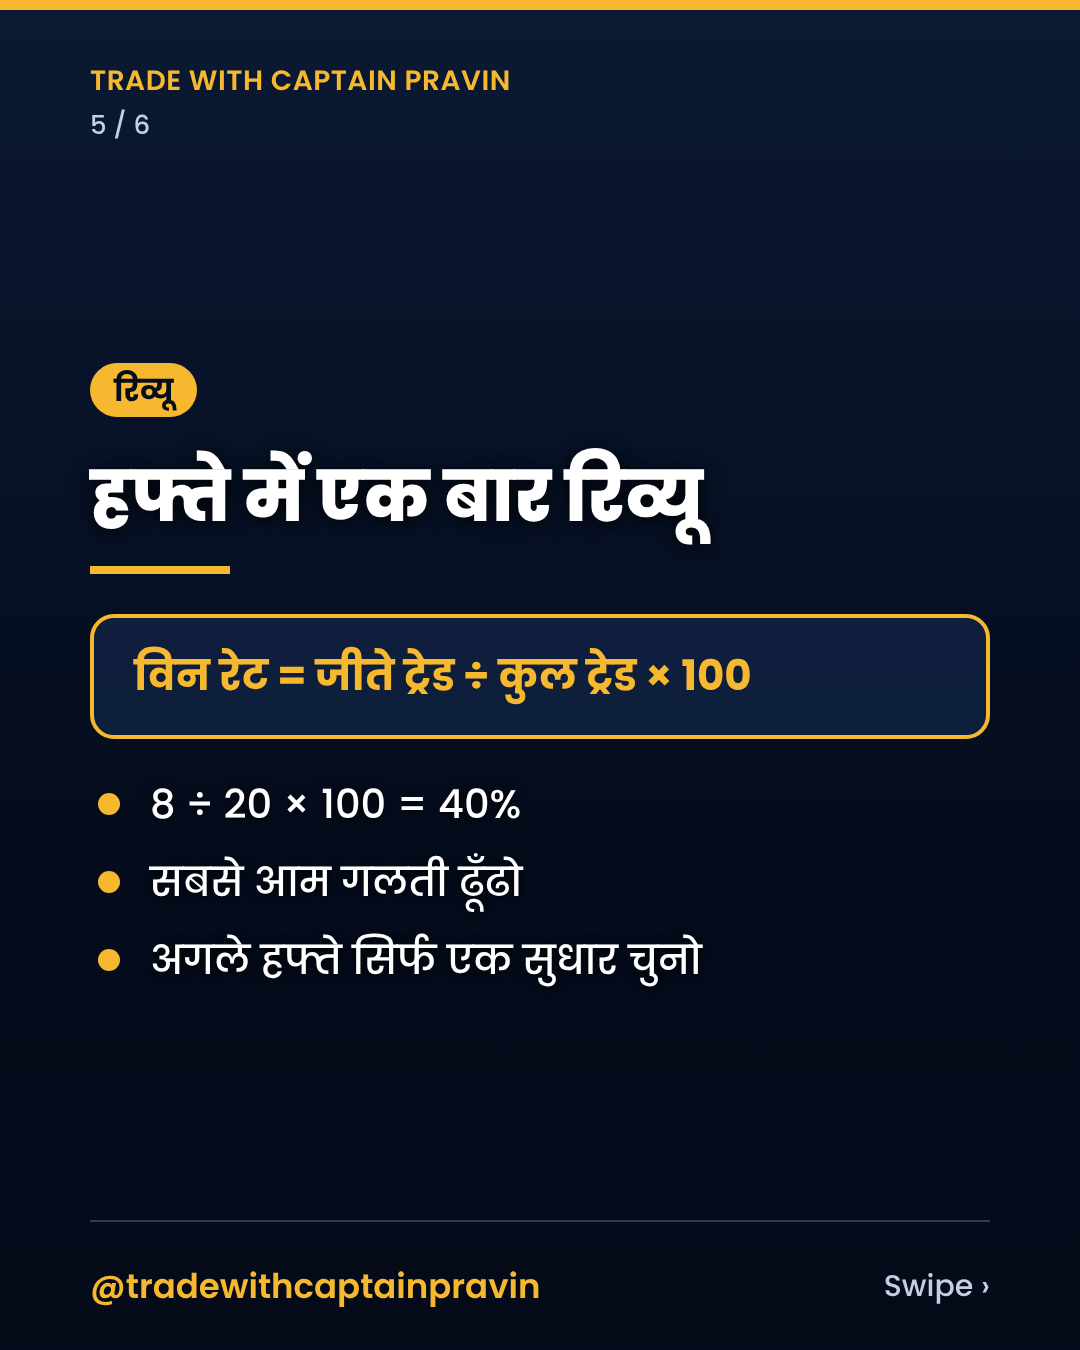 TRADE WITH CAPTAIN PRAVIN
5 / 6
रिव्यू
हफ्ते में एक बार रिव्यू
विन रेट = जीते ट्रेड ÷ कुल ट्रेड × 100
8 ÷ 20 × 100 = 40%
सबसे आम गलती ढूँढो
अगले हफ्ते सिर्फ एक सुधार चुनो
@tradewithcaptainpravin
Swipe ›